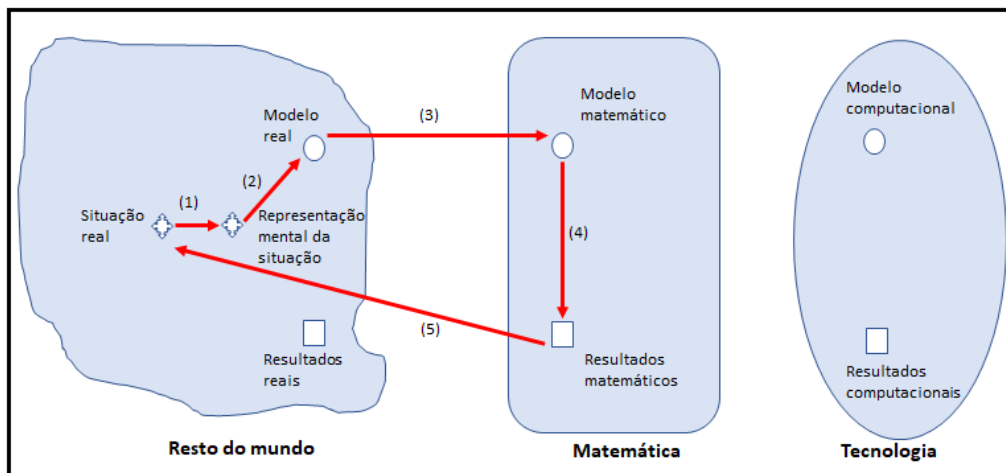 Modelo
real
(3)
Modelo
matemático
Modelo
computacional
(2)
(1)
Situação
real
Representação
mental da
situação
(4)
(5)
Resultados
reais
Resultados
matemáticos
Resultados
computacionais
Resto do mundo
Matemática
Tecnologia